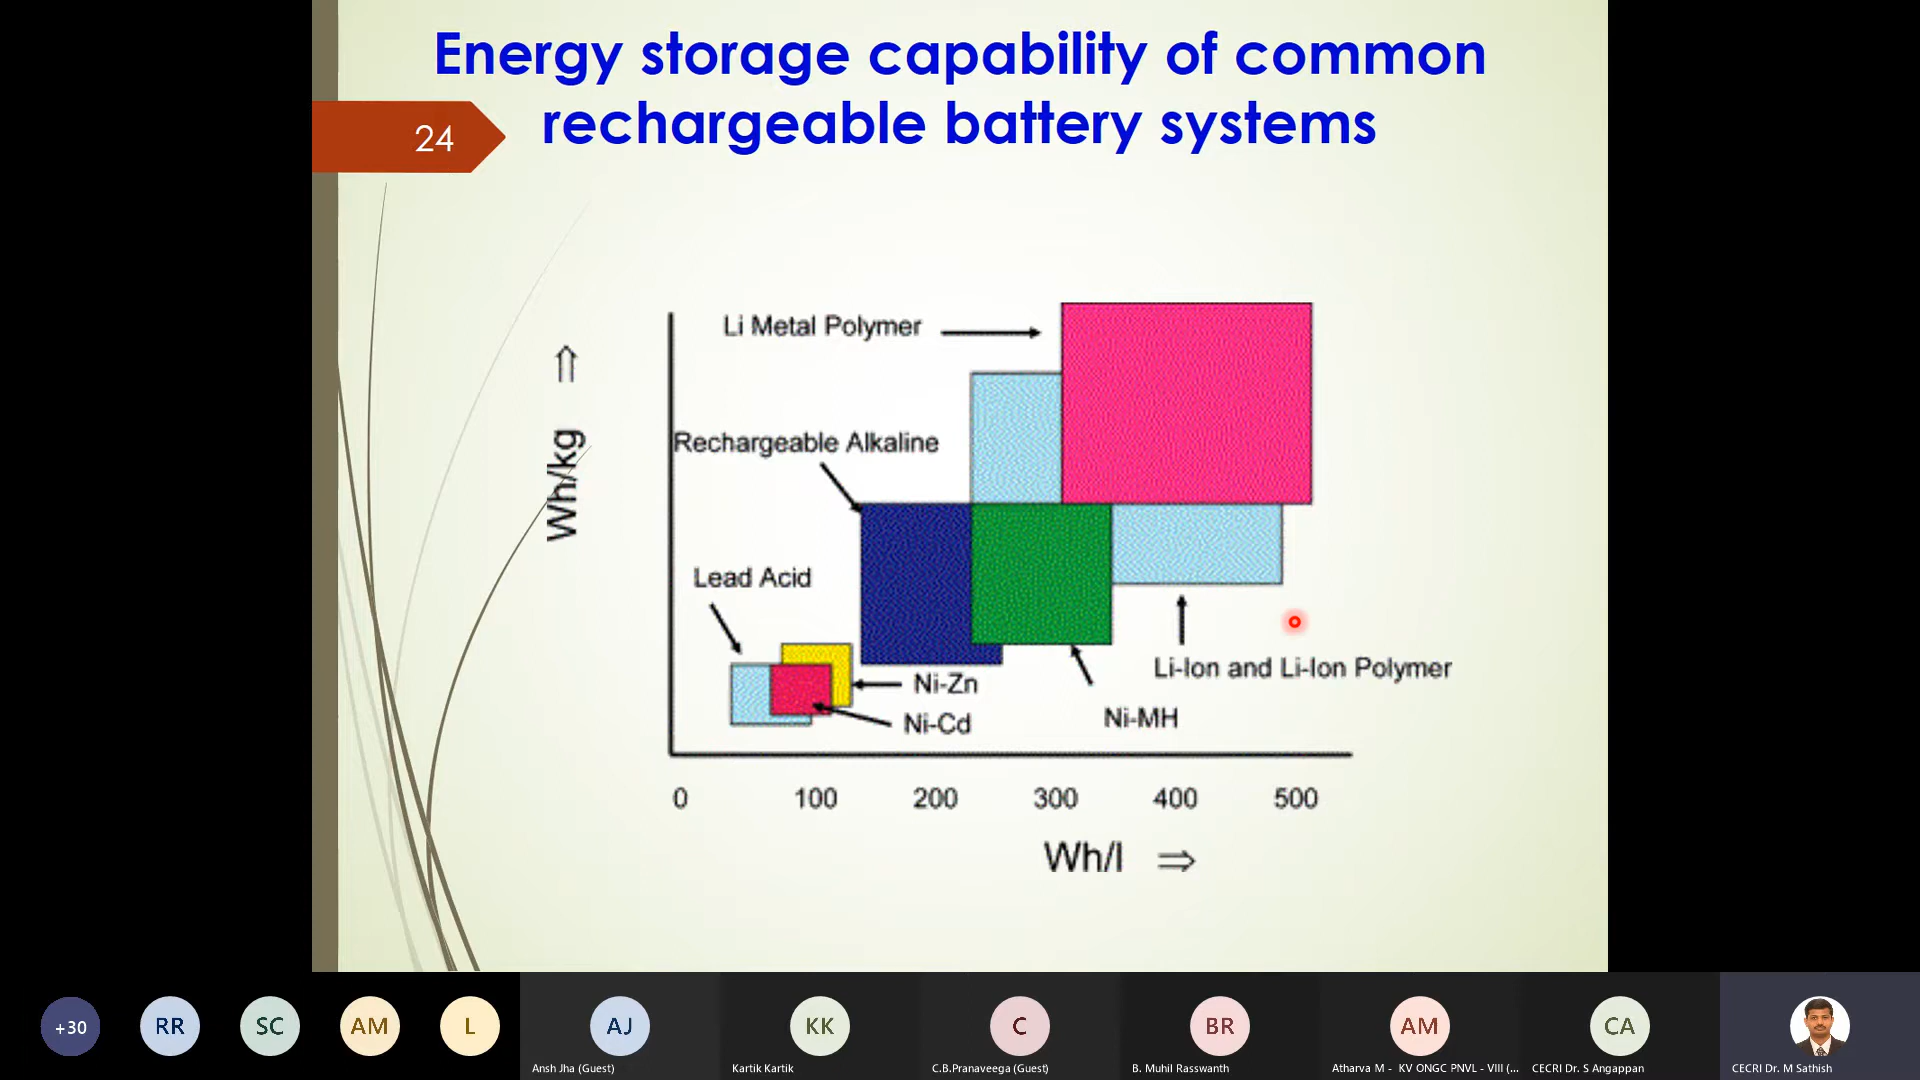 Energy storage capability of common
rechargeable battery systems
24
Li Metal Polymer
Wh/kg ⇒
Rechargeable Alkaline
Lead Acid
Li-Ion and Li-Ion Polymer
Ni-Zn
Ni-MH
Ni-Cd
0 100 200 300 400 500
Wh/l ⇒
+30
RR
SC
AM
L
AJ
Ansh Jha (Guest)
KK
Kartik Kartik
C
C.B.Pranaveega (Guest)
BR
B. Muhil Rasswanth
AM
Atharva M - KV ONGC PNVL - VIII (...
CA
CECRI Dr. S Angappan
CECRI Dr. M Sathish